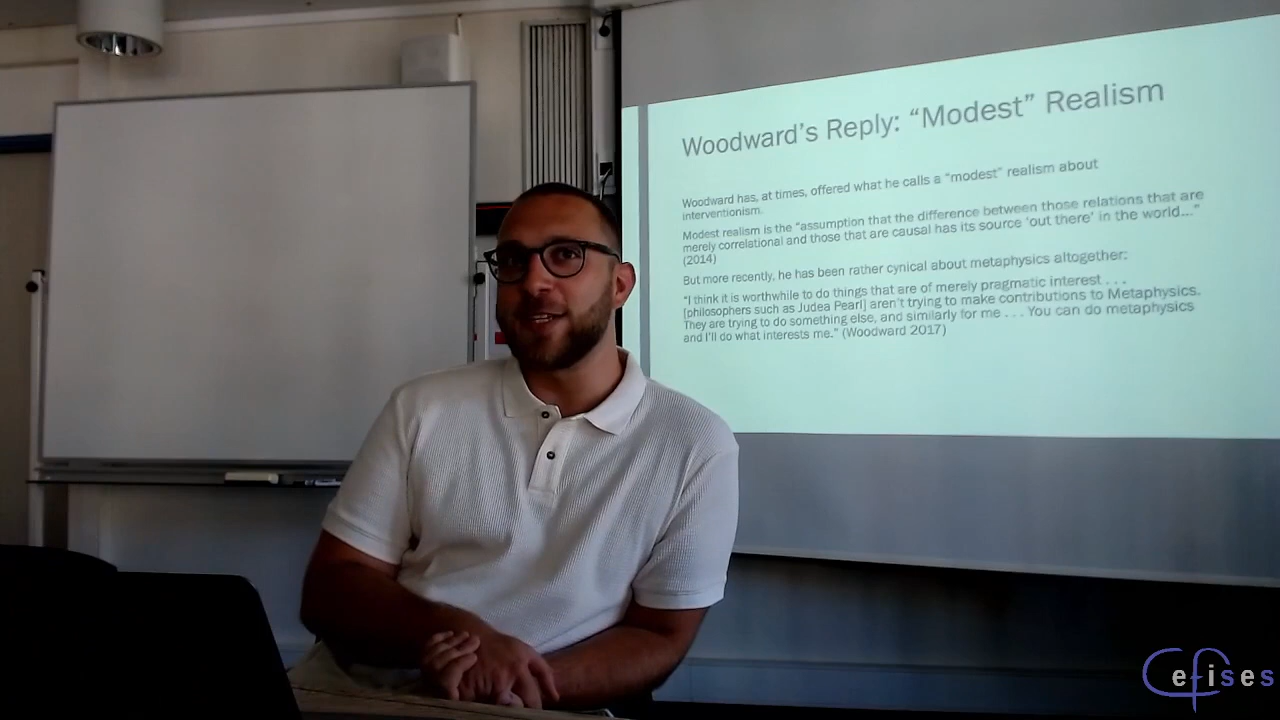 Woodward's Reply: "Modest" Realism
Woodward has, at times, offered what he calls a "modest" realism about
interventionism.
Modest realism is the "assumption that the difference between those relations that are
merely correlational and those that are causal has its source 'out there' in the world..."
(2014)
But more recently, he has been rather cynical about metaphysics altogether:
"I think it is worthwhile to do things that are of merely pragmatic interest . . .
[philosophers such as Judea Pearl] aren't trying to make contributions to Metaphysics.
They are trying to do something else, and similarly for me . . . You can do metaphysics
and I'll do what interests me." (Woodward 2017)
Cefises